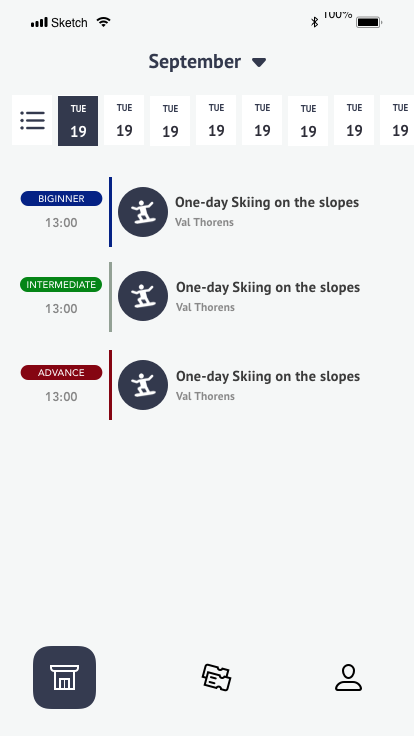 Sketch 100%
September
TUE TUE TUE TUE TUE TUE TUE TUE
19 19 19 19 19 19 19 19
BIGINNER
13:00
One-day Skiing on the slopes
Val Thorens
INTERMEDIATE
13:00
One-day Skiing on the slopes
Val Thorens
ADVANCE
13:00
One-day Skiing on the slopes
Val Thorens